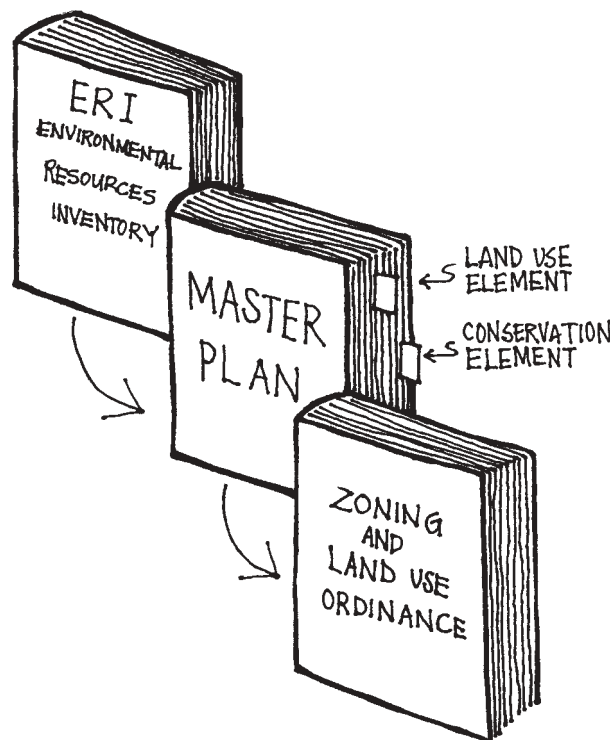 ERI
ENVIRONMENTAL
RESOURCES
INVENTORY
MASTER
PLAN
LAND USE
ELEMENT
CONSERVATION
ELEMENT
ZONING
AND
LAND USE
ORDINANCE